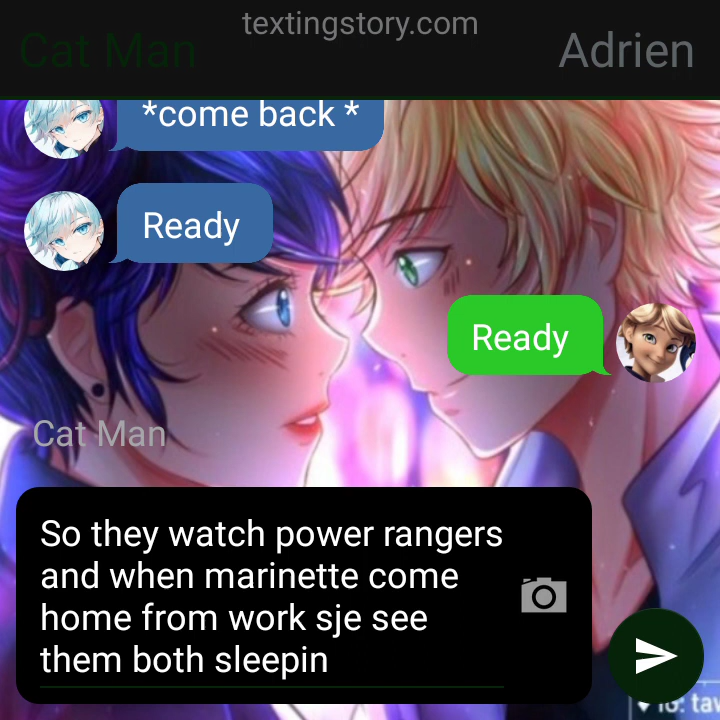 textingstory.com
Cat Man
Adrien
*come back *
Ready
Ready
Cat Man
So they watch power rangers
and when marinette come
home from work sje see
them both sleepin